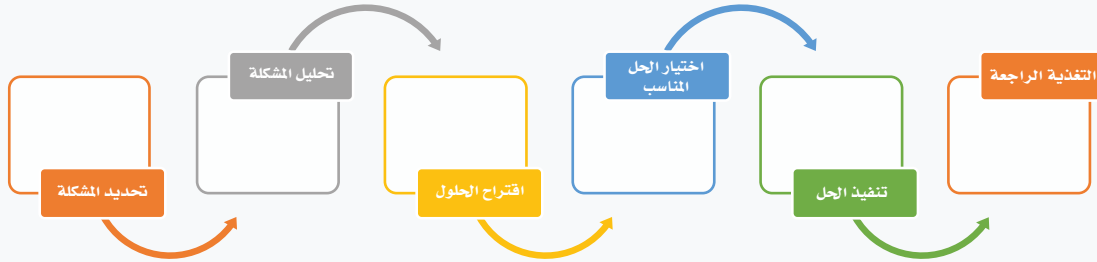 تحديد المشكلة
تحليل المشكلة
اقتراح الحلول
اختيار الحل
المناسب
تنفيذ الحل
التغذية الراجعة